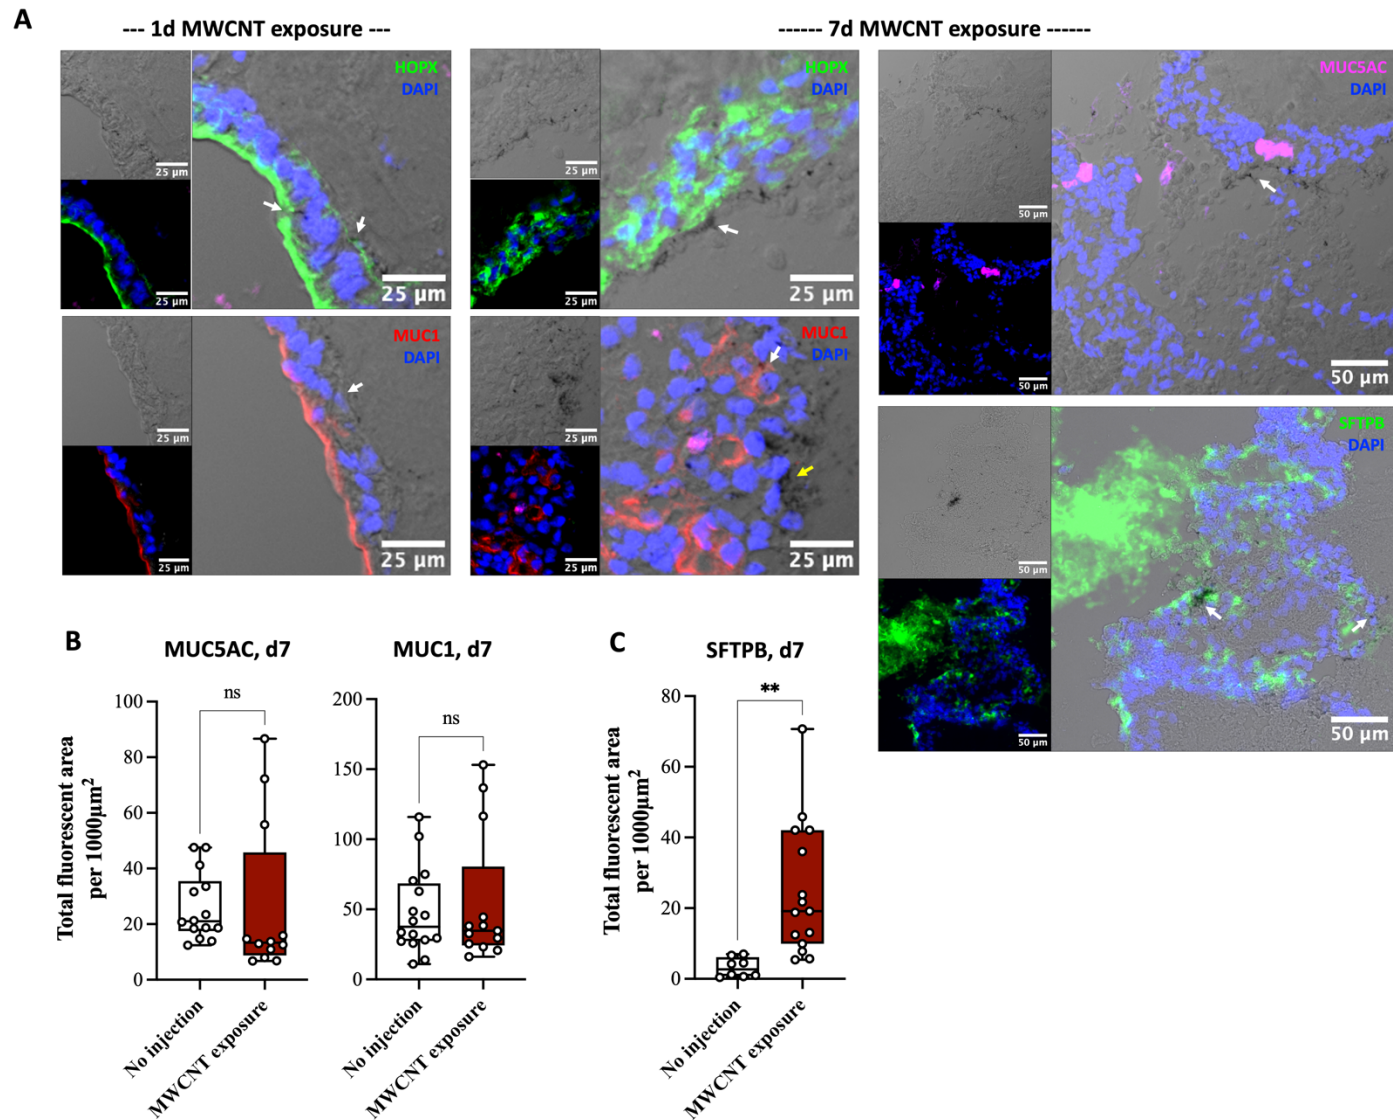 A
--- 1d MWCNT exposure ---
------ 7d MWCNT exposure ------
25 µm
25 µm
HOPX
DAPI
25 µm
25 µm
25 µm
HOPX
DAPI
25 µm
50 µm
50 µm
MUC5AC
DAPI
50 µm
25 µm
25 µm
MUC1
DAPI
25 µm
25 µm
25 µm
MUC1
DAPI
25 µm
50 µm
50 µm
SFTPB
DAPI
50 µm
B
MUC5AC, d7
ns
100
80
60
40
20
0
Total fluorescent area
per 1000µm²
No injection
MWCNT exposure
MUC1, d7
ns
200
150
100
50
0
No injection
MWCNT exposure
C
SFTPB, d7
**
80
60
40
20
0
Total fluorescent area
per 1000µm²
No injection
MWCNT exposure